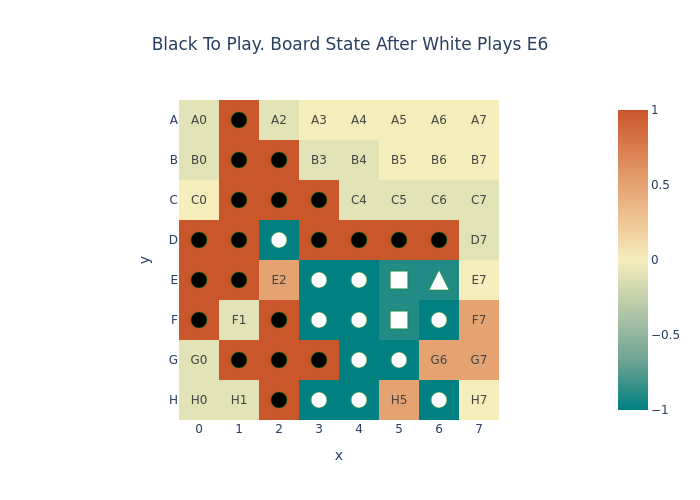 Black To Play. Board State After White Plays E6
A A0 A2 A3 A4 A5 A6 A7
B B0 B3 B4 B5 B6 B7
C C0 C4 C5 C6 C7
D D7
E E2 E7
F F1 F7
G G0 G6 G7
H H0 H1 H5 H7
0 1 2 3 4 5 6 7
x
y
1
0.5
0
−0.5
−1